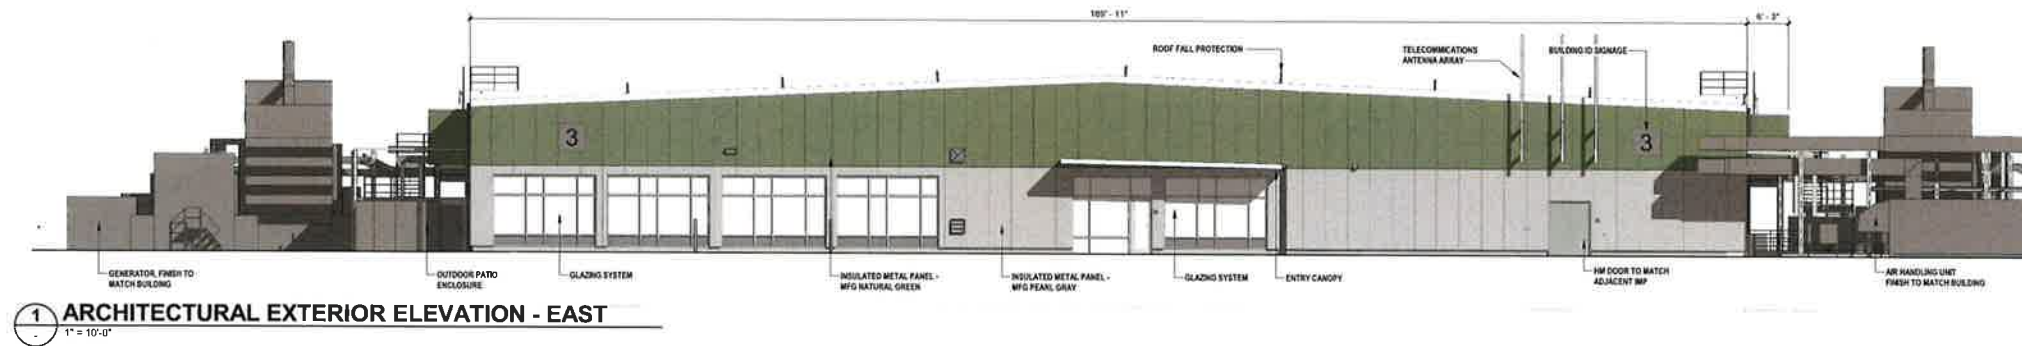 189' - 11"
6' - 3"
ROOF FALL PROTECTION
TELECOMMICATIONS
ANTENNA ARRAY
BUILDING ID SIGNAGE
3
3
GENERATOR, FINISH TO
MATCH BUILDING
OUTDOOR PATIO
ENCLOSURE
GLAZING SYSTEM
INSULATED METAL PANEL -
MFG NATURAL GREEN
INSULATED METAL PANEL -
MFG PEARL GRAY
GLAZING SYSTEM
ENTRY CANOPY
HM DOOR TO MATCH
ADJACENT IMP
AIR HANDLING UNIT
FINISH TO MATCH BUILDING
1
-
ARCHITECTURAL EXTERIOR ELEVATION - EAST
1" = 10'-0"